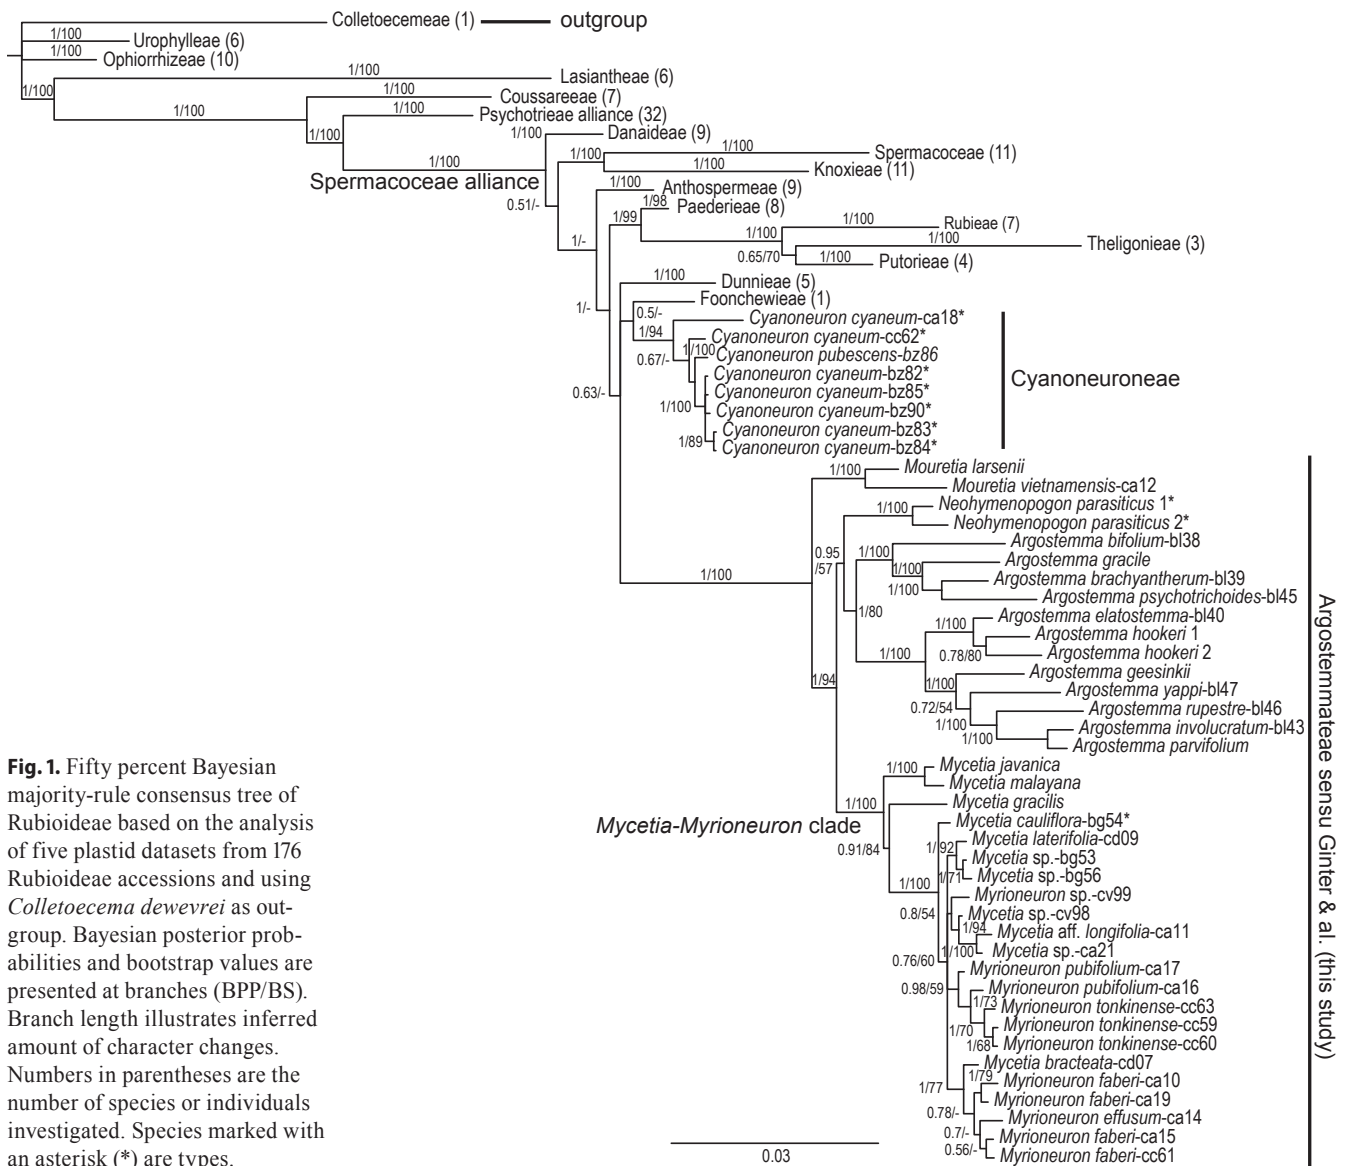 Colletoecemeae (1)
outgroup
1/100
Urophylleae (6)
1/100
Ophiorrhizeae (10)
1/100
1/100
Lasiantheae (6)
1/100
1/100
Coussareeae (7)
1/100
1/100
Psychotrieae alliance (32)
1/100
Spermacoceae alliance
1/100
Danaideae (9)
0.51/-
1/100
1/100
Spermacoceae (11)
1/100
Knoxieae (11)
1/-
1/100
Anthospermeae (9)
1/-
1/99
1/98
Paederieae (8)
1/100
1/100
Rubieae (7)
0.65/70
1/100
Theligonieae (3)
1/100
Putorieae (4)
0.63/-
1/100
Dunnieae (5)
Foonchewieae (1)
0.5/-
1/94
Cyanoneuron cyaneum-ca18*
0.67/-
Cyanoneuron cyaneum-cc62*
1/100
Cyanoneuron pubescens-bz86
Cyanoneuron cyaneum-bz82*
Cyanoneuron cyaneum-bz85*
1/100
Cyanoneuron cyaneum-bz90*
Cyanoneuron cyaneum-bz83*
1/89
Cyanoneuron cyaneum-bz84*
Cyanoneuroneae
1/100
1/100
Mouretia larsenii
Mouretia vietnamensis-ca12
1/94
0.95
/57
1/100
Neohymenopogon parasiticus 1*
Neohymenopogon parasiticus 2*
1/80
1/100
Argostemma bifolium-bl38
1/100
Argostemma gracile
1/100
Argostemma brachyantherum-bl39
Argostemma psychotrichoides-bl45
1/100
1/100
Argostemma elatostemma-bl40
0.78/80
Argostemma hookeri 1
Argostemma hookeri 2
1/100
Argostemma geesinkii
0.72/54
Argostemma yappi-bl47
1/100
Argostemma rupestre-bl46
1/100
Argostemma involucratum-bl43
Argostemma parvifolium
Mycetia-Myrioneuron clade
1/100
1/100
Mycetia javanica
Mycetia malayana
0.91/84
Mycetia gracilis
1/100
Mycetia cauliflora-bg54*
0.8/54
1/92
Mycetia laterifolia-cd09
1/71
Mycetia sp.-bg53
Mycetia sp.-bg56
0.76/60
Myrioneuron sp.-cv99
Mycetia sp.-cv98
1/94
Mycetia aff. longifolia-ca11
1/100
Mycetia sp.-ca21
0.98/59
Myrioneuron pubifolium-ca17
Myrioneuron pubifolium-ca16
1/73
Myrioneuron tonkinense-cc63
1/70
Myrioneuron tonkinense-cc59
1/68
Myrioneuron tonkinense-cc60
1/77
Mycetia bracteata-cd07
1/79
Myrioneuron faberi-ca10
Myrioneuron faberi-ca19
0.78/-
Myrioneuron effusum-ca14
0.7/-
Myrioneuron faberi-ca15
0.56/-
Myrioneuron faberi-cc61
Argostemmateae sensu Ginter & al. (this study)
0.03
Fig. 1. Fifty percent Bayesian
majority-rule consensus tree of
Rubioideae based on the analysis
of five plastid datasets from 176
Rubioideae accessions and using
Colletoecema dewevrei as out-
group. Bayesian posterior prob-
abilities and bootstrap values are
presented at branches (BPP/BS).
Branch length illustrates inferred
amount of character changes.
Numbers in parentheses are the
number of species or individuals
investigated. Species marked with
an asterisk (*) are types.